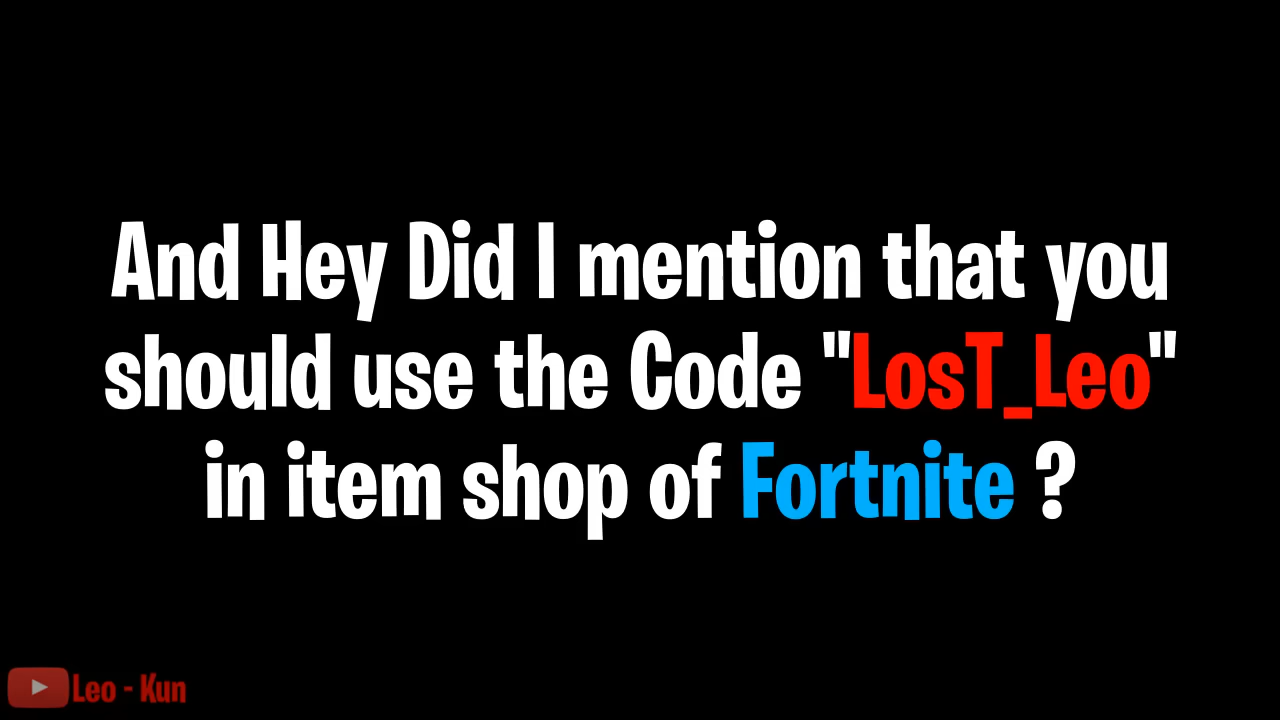 And Hey Did I mention that you
should use the Code "LosT_Leo"
in item shop of Fortnite ?
Leo - Kun